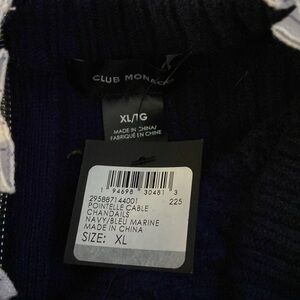 CLUB MONACO
XL/TG
MADE IN CHINA/
FABRIQUÉ EN CHINE
1 94698 30481 3
295887144001 225
POINTELLE CABLE
CHANDAILS
NAVY/BLEU MARINE
MADE IN CHINA
SIZE: XL